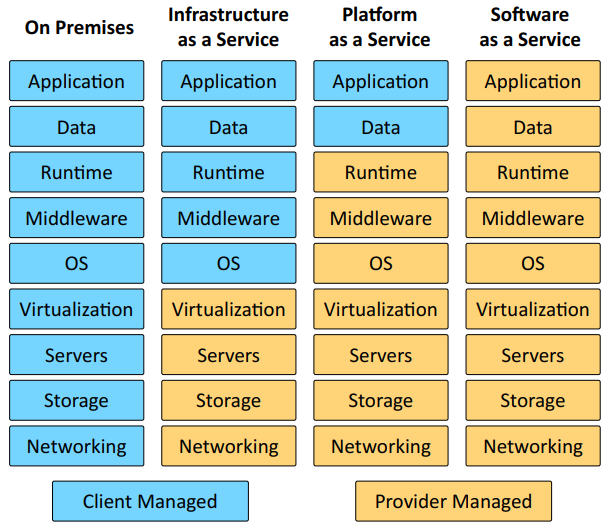 On Premises
Infrastructure
as a Service
Platform
as a Service
Software
as a Service
Application
Application
Application
Application
Data
Data
Data
Data
Runtime
Runtime
Runtime
Runtime
Middleware
Middleware
Middleware
Middleware
OS
OS
OS
OS
Virtualization
Virtualization
Virtualization
Virtualization
Servers
Servers
Servers
Servers
Storage
Storage
Storage
Storage
Networking
Networking
Networking
Networking
Client Managed
Provider Managed